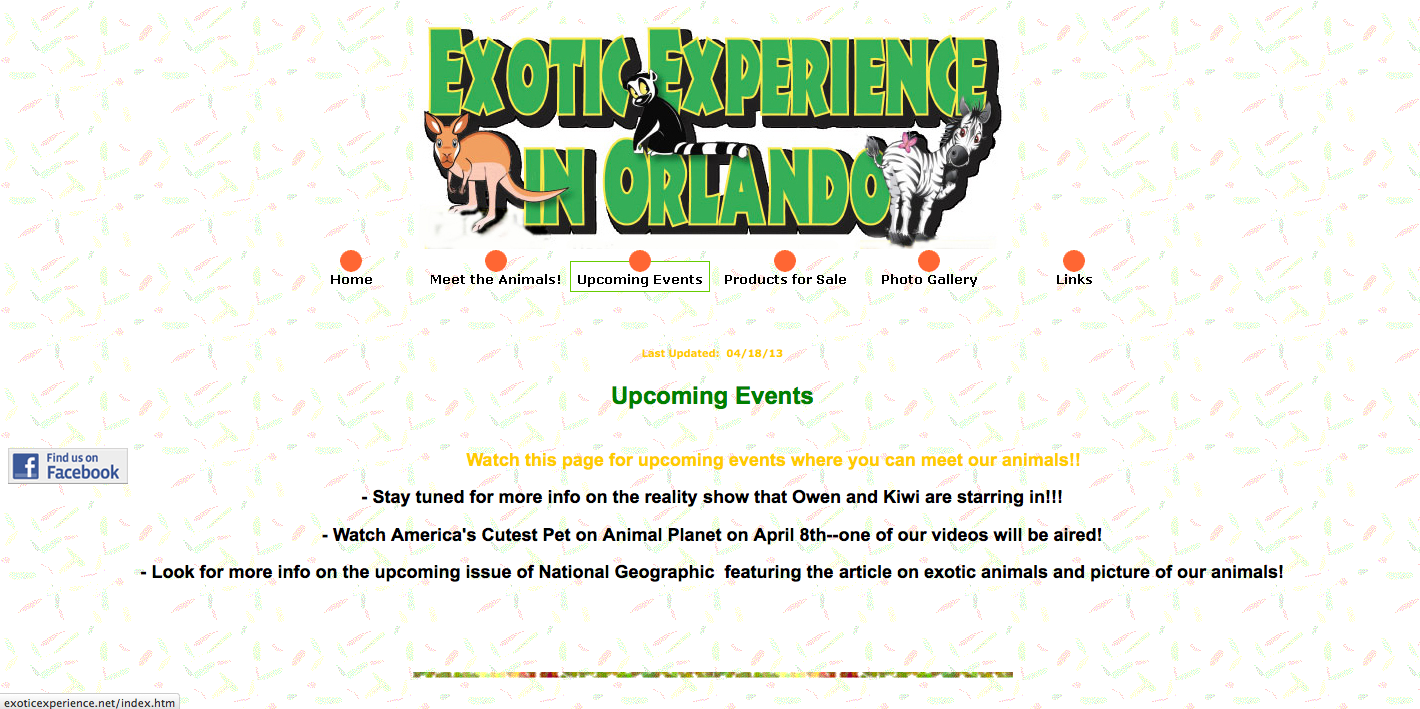 EXOTIC EXPERIENCE
IN ORLANDO
Home Meet the Animals! Upcoming Events Products for Sale Photo Gallery Links
Last Updated: 04/18/13
Upcoming Events
Find us on
Facebook
Watch this page for upcoming events where you can meet our animals!!
- Stay tuned for more info on the reality show that Owen and Kiwi are starring in!!!
- Watch America's Cutest Pet on Animal Planet on April 8th--one of our videos will be aired!
- Look for more info on the upcoming issue of National Geographic  featuring the article on exotic animals and picture of our animals!
exoticexperience.net/index.htm